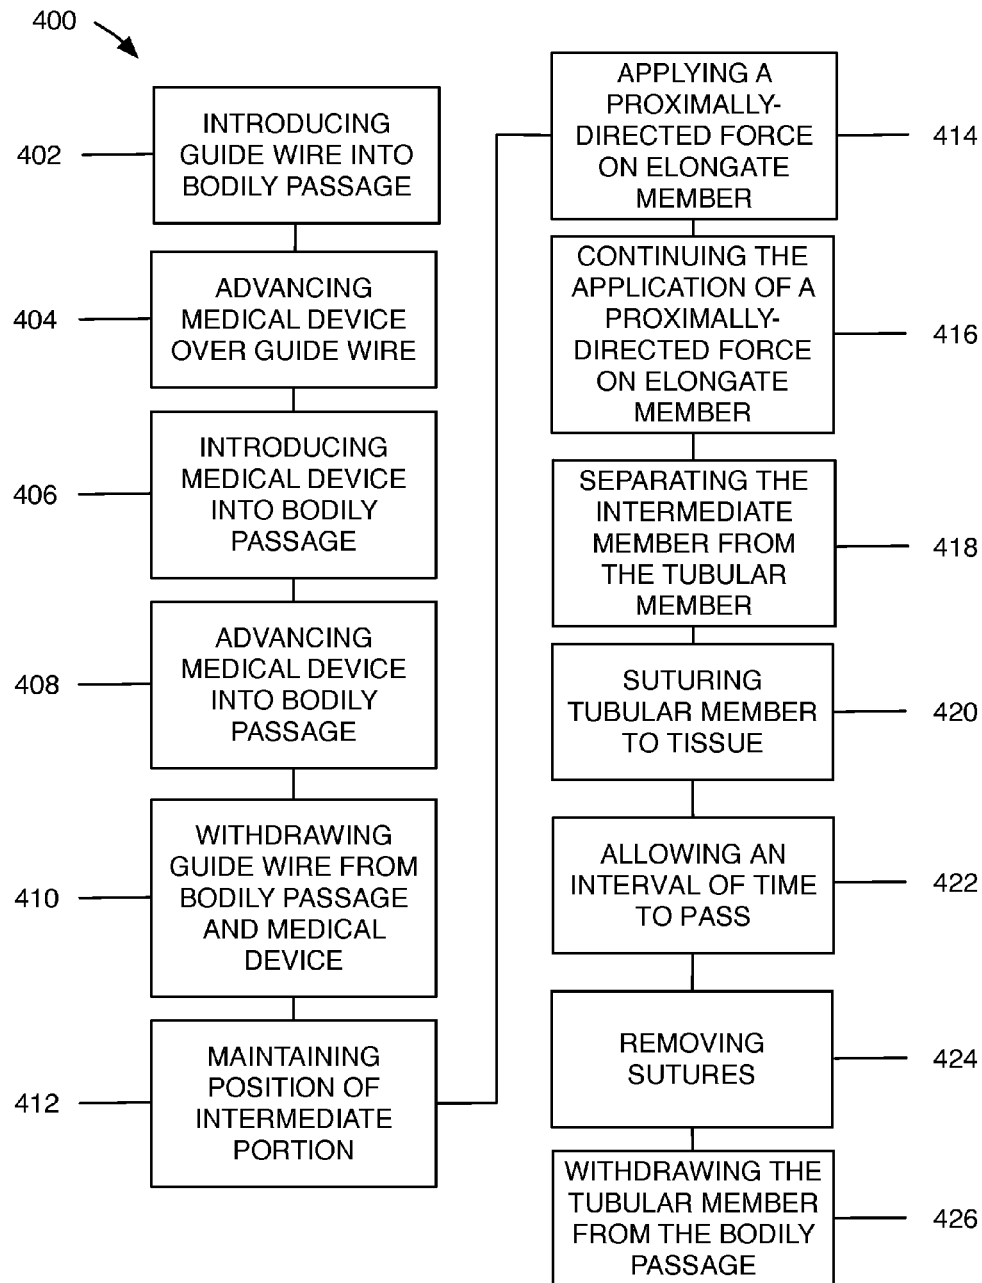 400
402
INTRODUCING
GUIDE WIRE INTO
BODILY PASSAGE
404
ADVANCING
MEDICAL DEVICE
OVER GUIDE WIRE
406
INTRODUCING
MEDICAL DEVICE
INTO BODILY
PASSAGE
408
ADVANCING
MEDICAL DEVICE
INTO BODILY
PASSAGE
410
WITHDRAWING
GUIDE WIRE FROM
BODILY PASSAGE
AND MEDICAL
DEVICE
412
MAINTAINING
POSITION OF
INTERMEDIATE
PORTION
APPLYING A
PROXIMALLY-
DIRECTED FORCE
ON ELONGATE
MEMBER
414
CONTINUING THE
APPLICATION OF A
PROXIMALLY-
DIRECTED FORCE
ON ELONGATE
MEMBER
416
SEPARATING THE
INTERMEDIATE
MEMBER FROM
THE TUBULAR
MEMBER
418
SUTURING
TUBULAR MEMBER
TO TISSUE
420
ALLOWING AN
INTERVAL OF TIME
TO PASS
422
REMOVING
SUTURES
424
WITHDRAWING THE
TUBULAR MEMBER
FROM THE BODILY
PASSAGE
426